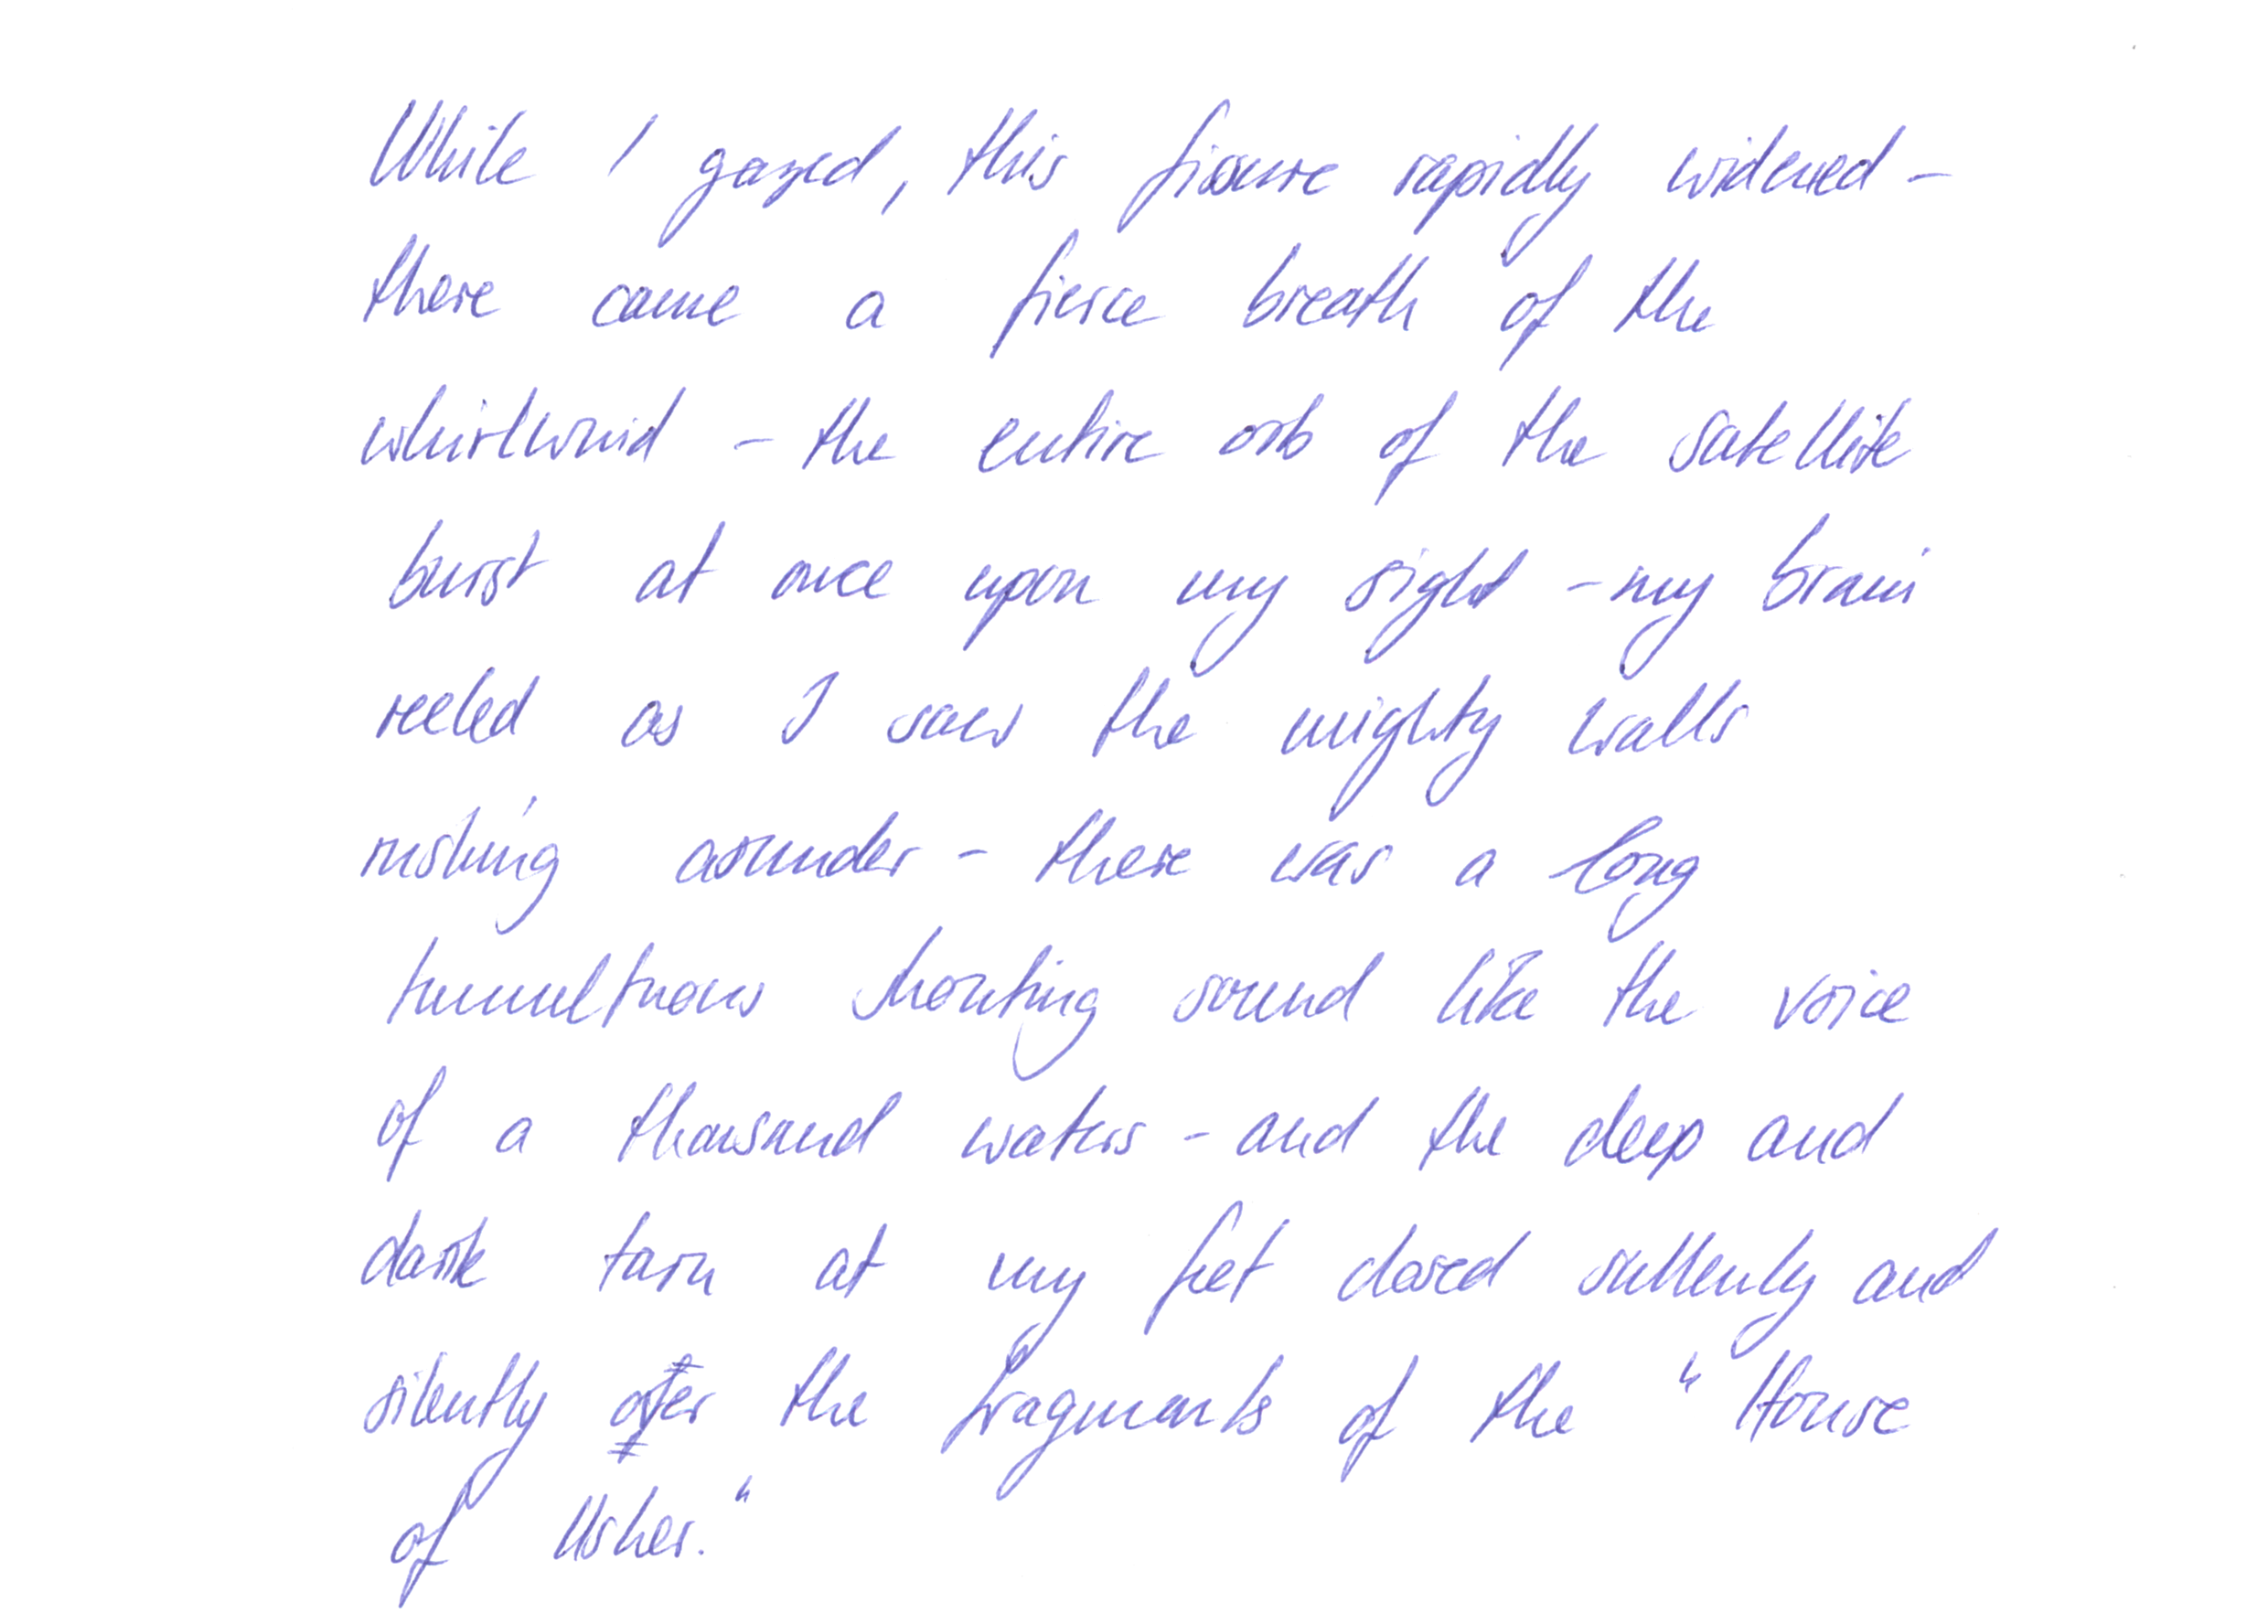 While I gazed, this fissure rapidly widened -
there came a fierce breath of the
whirlwind - the entire orb of the satellite
burst at once upon my sight - my brain
reeled as I saw the mighty walls
rushing asunder - there was a long
tumultuous shouting sound like the voice
of a thousand waters - and the deep and
dark tarn at my feet closed sullenly and
silently over the fragments of the "House
of Usher."